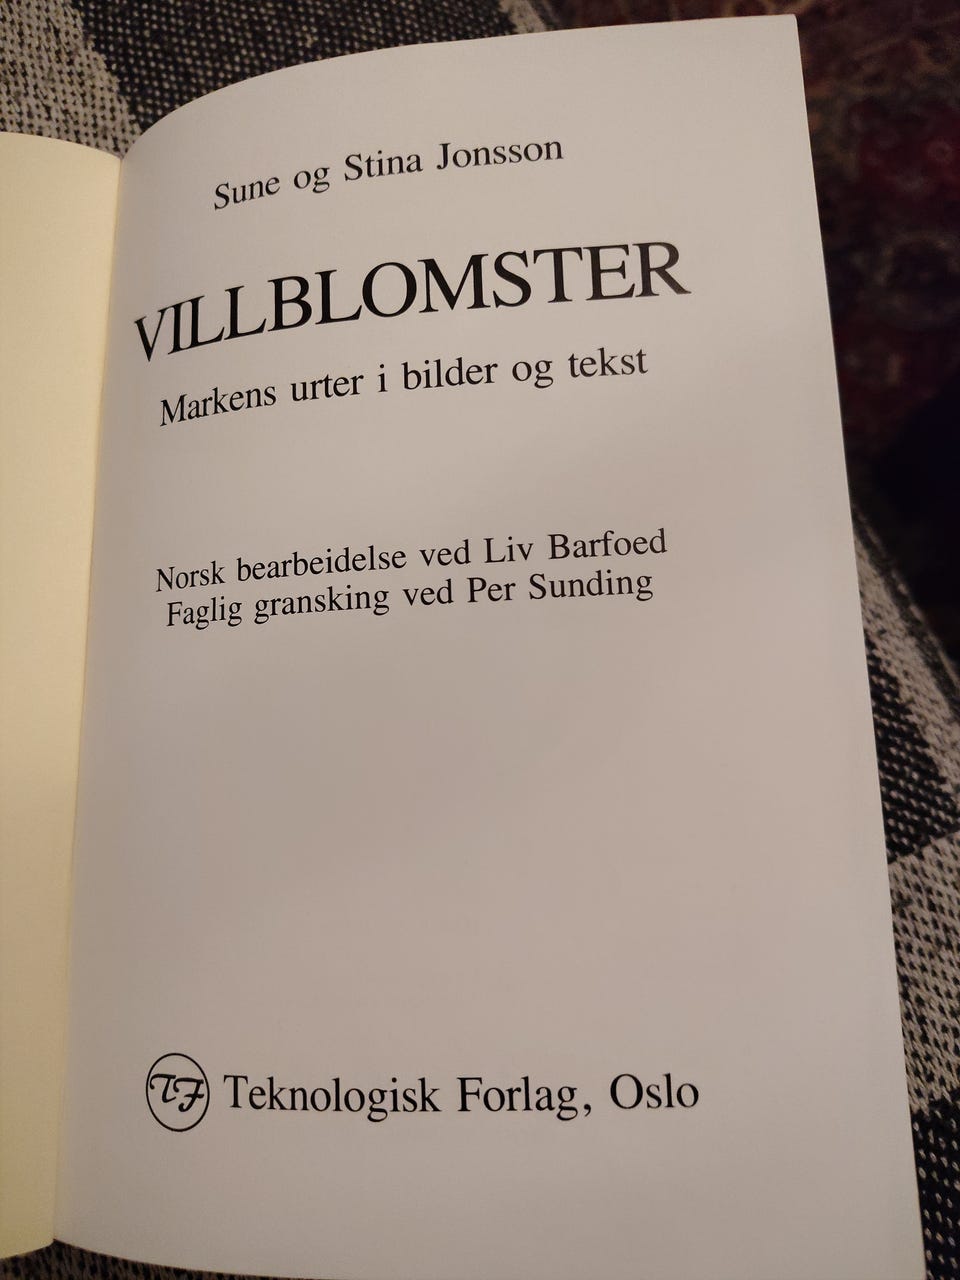 Sune og Stina Jonsson
VILLBLOMSTER
Markens urter i bilder og tekst
Norsk bearbeidelse ved Liv Barfoed
Faglig gransking ved Per Sunding
TF Teknologisk Forlag, Oslo